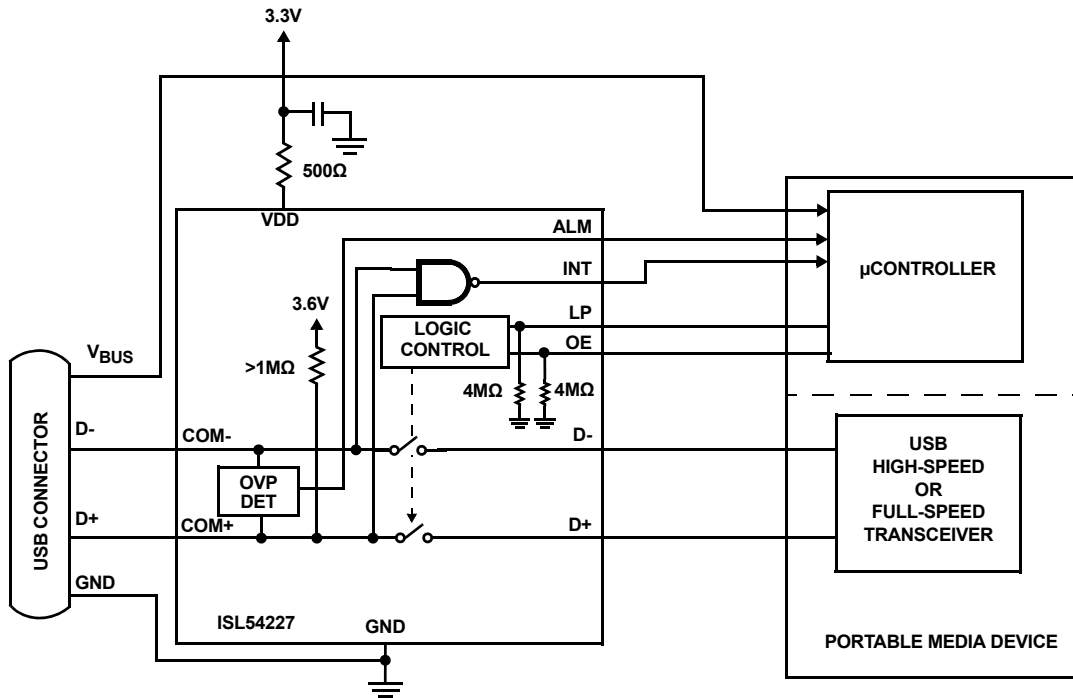 3.3V
500Ω
VDD
ALM
INT
µCONTROLLER
3.6V
LP
LOGIC
CONTROL
OE
VBUS
>1MΩ
4MΩ
4MΩ
D-
COM-
D-
USB
HIGH-SPEED
OR
FULL-SPEED
TRANSCEIVER
OVP
DET
USB CONNECTOR
D+
COM+
D+
GND
ISL54227
GND
PORTABLE MEDIA DEVICE